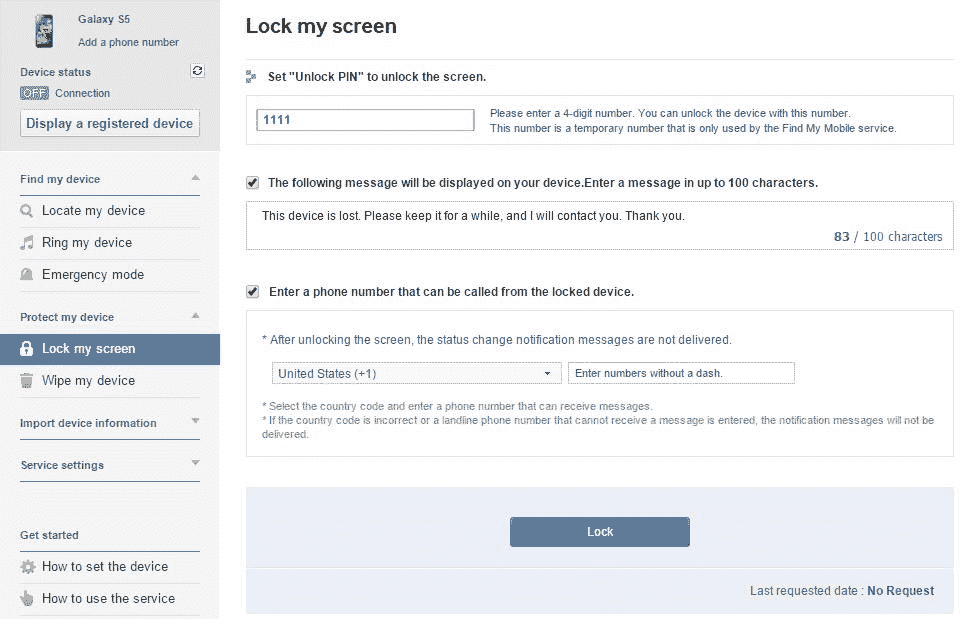 Galaxy S5
Add a phone number
Device status
OFF Connection
Display a registered device
Find my device
Locate my device
Ring my device
Emergency mode
Protect my device
Lock my screen
Wipe my device
Import device information
Service settings
Get started
How to set the device
How to use the service
Lock my screen
Set "Unlock PIN" to unlock the screen.
1111
Please enter a 4-digit number. You can unlock the device with this number.
This number is a temporary number that is only used by the Find My Mobile service.
The following message will be displayed on your device.Enter a message in up to 100 characters.
This device is lost. Please keep it for a while, and I will contact you. Thank you.
83 / 100 characters
Enter a phone number that can be called from the locked device.
* After unlocking the screen, the status change notification messages are not delivered.
United States (+1)
Enter numbers without a dash.
* Select the country code and enter a phone number that can receive messages.
* If the country code is incorrect or a landline phone number that cannot receive a message is entered, the notification messages will not be
delivered.
Lock
Last requested date : No Request